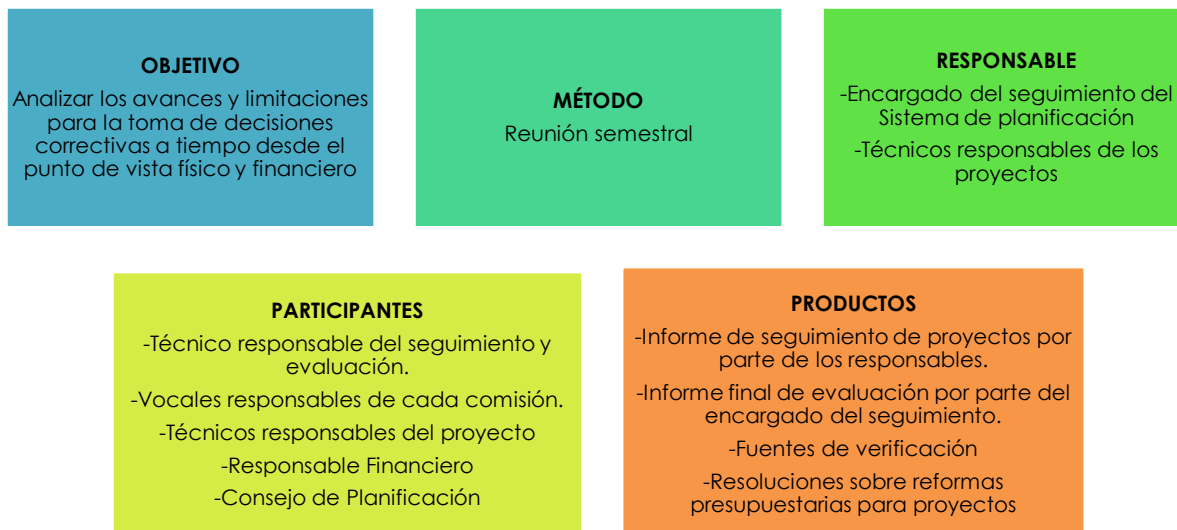 OBJETIVO
Analizar los avances y limitaciones
para la toma de decisiones
correctivas a tiempo desde el
punto de vista físico y financiero
MÉTODO
Reunión semestral
RESPONSABLE
-Encargado del seguimiento del
Sistema de planificación
-Técnicos responsables de los
proyectos
PARTICIPANTES
-Técnico responsable del seguimiento y
evaluación.
-Vocales responsables de cada comisión.
-Técnicos responsables del proyecto
-Responsable Financiero
-Consejo de Planificación
PRODUCTOS
-Informe de seguimiento de proyectos por
parte de los responsables.
-Informe final de evaluación por parte del
encargado del seguimiento.
-Fuentes de verificación
-Resoluciones sobre reformas
presupuestarias para proyectos